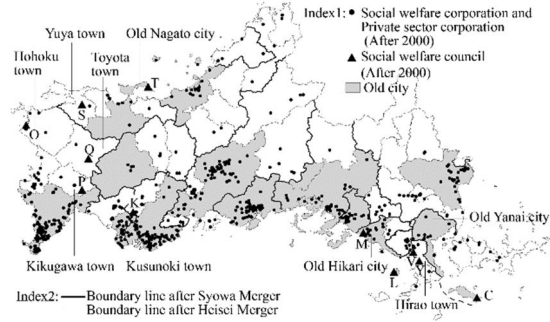 Yuya town
Old Nagato city
Index1:
Social welfare corporation and
Private sector corporation
(After 2000)
Hohoku
town
Toyota
town
Social welfare council
(After 2000)
Old city
T
S
O
Q
P
K
M
V
L
C
Old Yanai city
Kikugawa town
Kusunoki town
Old Hikari city
Hirao town
Index2:
Boundary line after Syowa Merger
Boundary line after Heisei Merger